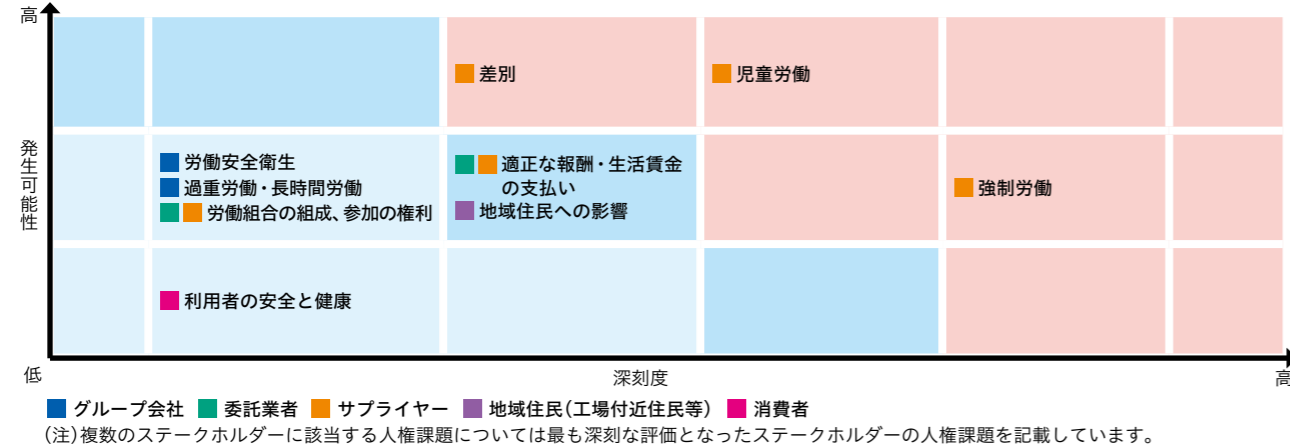 高
発生可能性
差別
児童労働
労働安全衛生
過重労働・長時間労働
労働組合の組成、参加の権利
適正な報酬・生活賃金
の支払い
地域住民への影響
強制労働
利用者の安全と健康
低
深刻度
高
グループ会社 委託業者 サプライヤー 地域住民(工場付近住民等) 消費者
(注)複数のステークホルダーに該当する人権課題については最も深刻な評価となったステークホルダーの人権課題を記載しています。